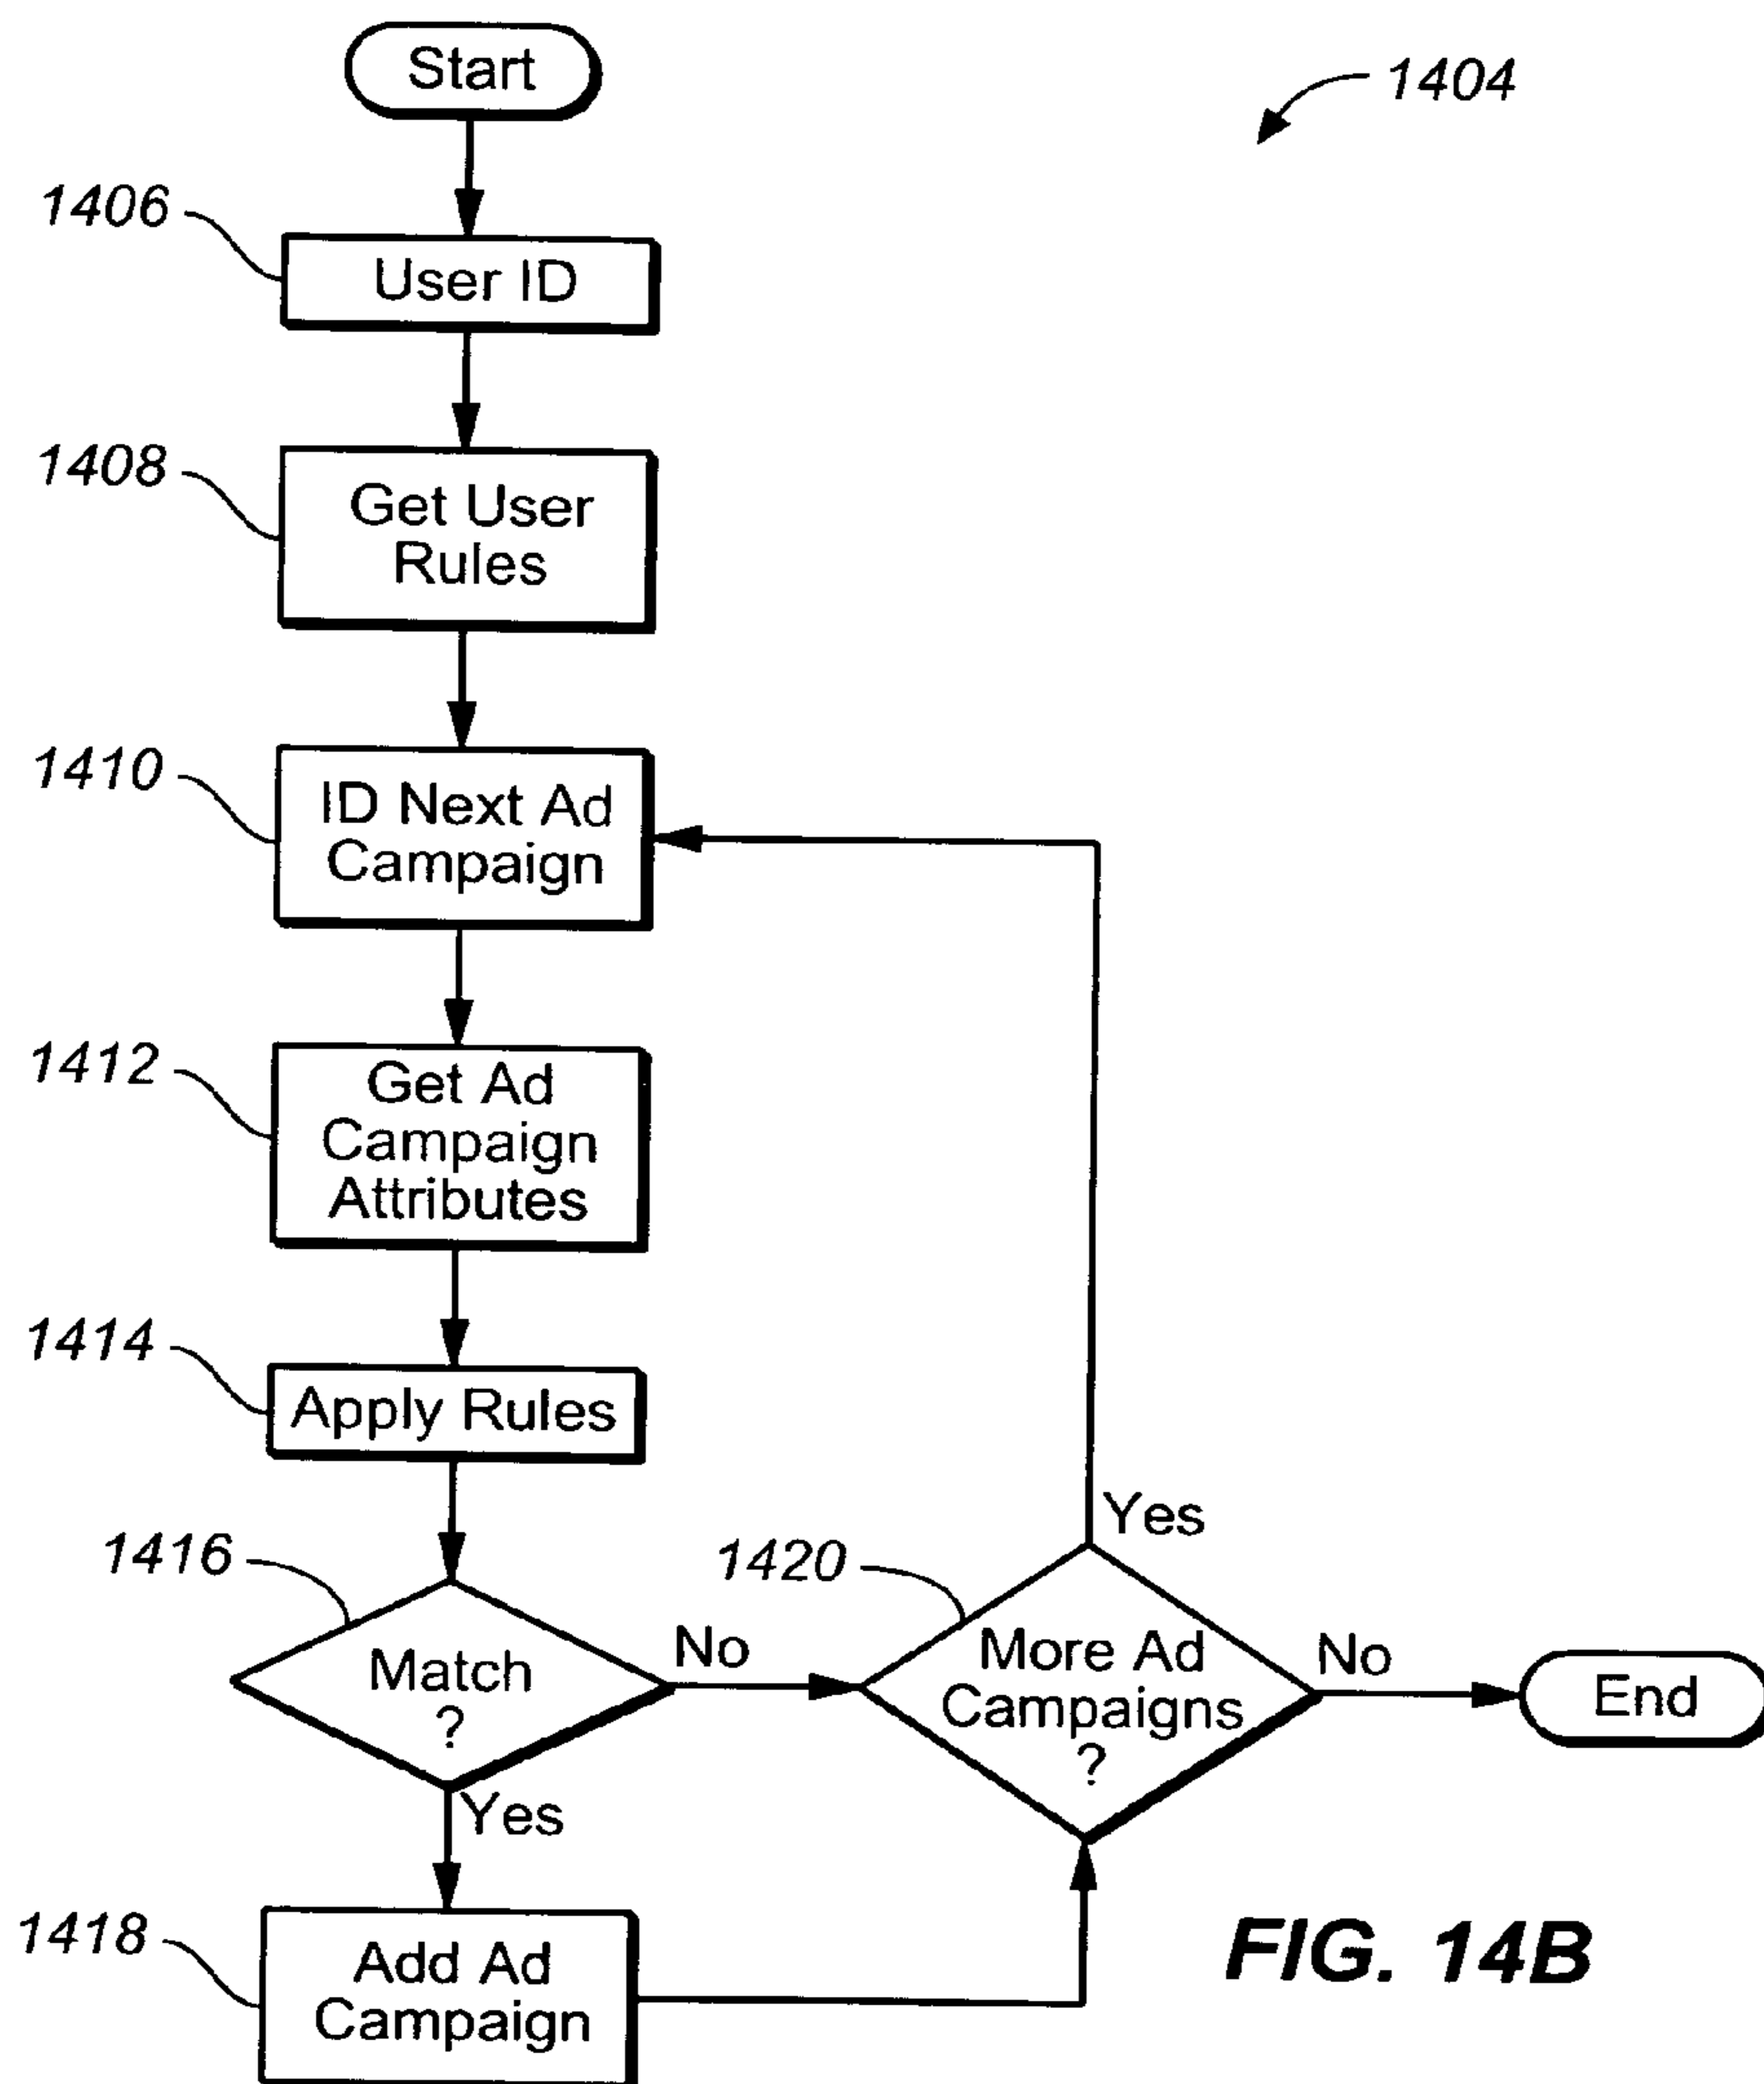 Start
1404
1406
User ID
1408
Get User
Rules
1410
ID Next Ad
Campaign
1412
Get Ad
Campaign
Attributes
1414
Apply Rules
1416
Match
?
No
Yes
1420
More Ad
Campaigns
?
Yes
No
End
1418
Add Ad
Campaign
FIG. 14B